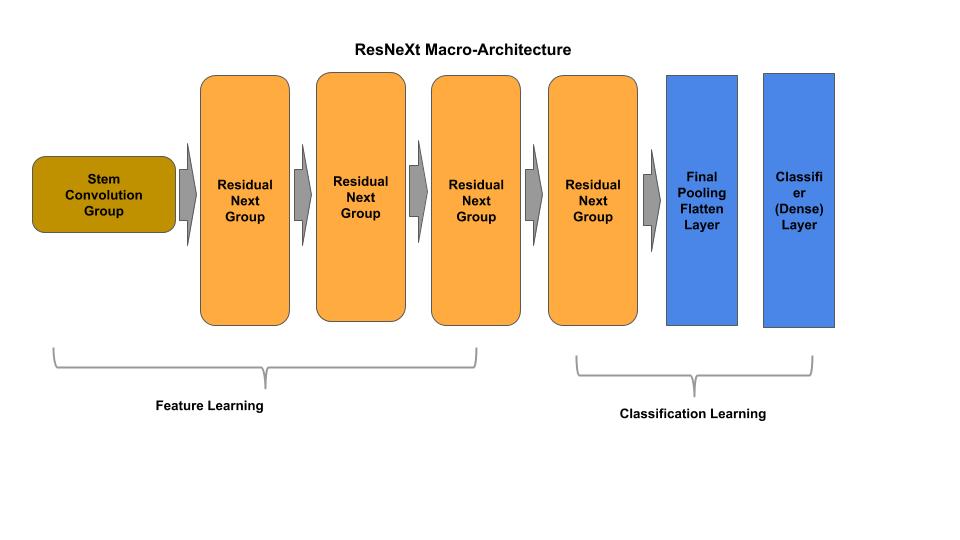 ResNeXt Macro-Architecture
Stem
Convolution
Group
Residual
Next
Group
Residual
Next
Group
Residual
Next
Group
Residual
Next
Group
Final
Pooling
Flatten
Layer
Classifi
er
(Dense)
Layer
Feature Learning
Classification Learning